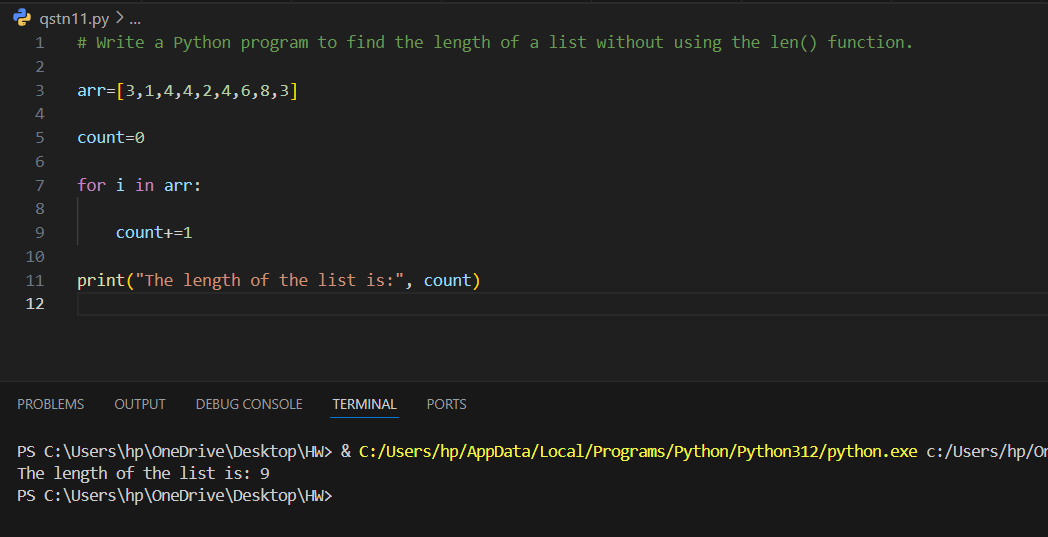 qstn11.py > ...
1 # Write a Python program to find the length of a list without using the len() function.
2
3 arr=[3,1,4,4,2,4,6,8,3]
4
5 count=0
6
7 for i in arr:
8
9     count+=1
10
11 print("The length of the list is:", count)
12
PROBLEMS OUTPUT DEBUG CONSOLE TERMINAL PORTS
PS C:\Users\hp\OneDrive\Desktop\HW> & C:/Users/hp/AppData/Local/Programs/Python/Python312/python.exe c:/Users/hp/On
The length of the list is: 9
PS C:\Users\hp\OneDrive\Desktop\HW>